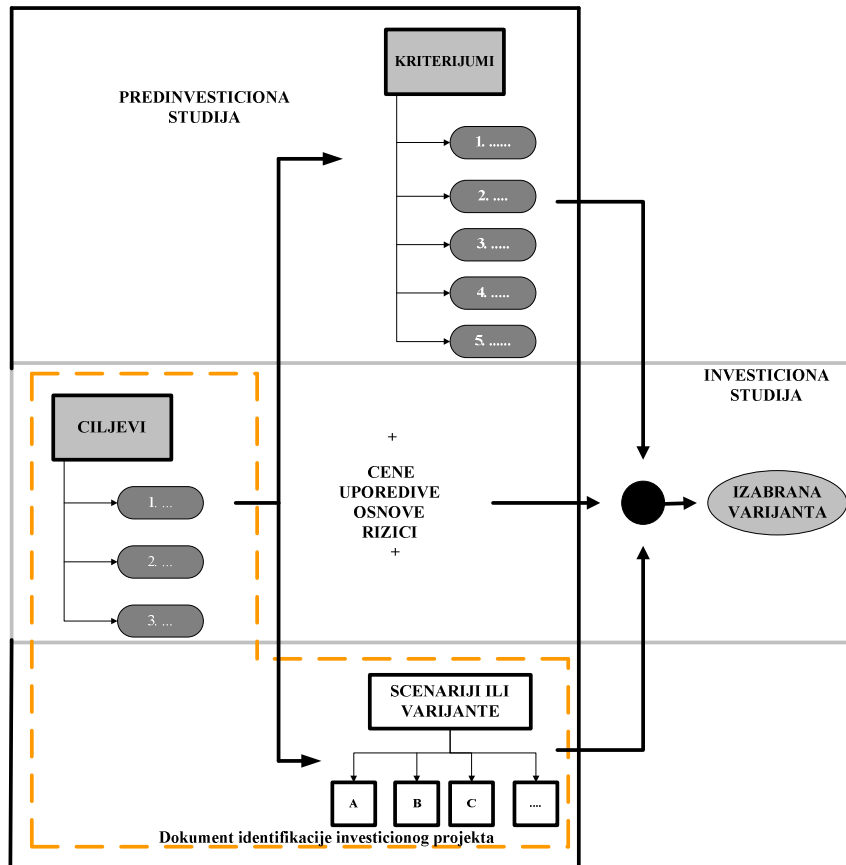 KRITERIJUMI
PREDINVESTICIONA
STUDIJA
1. ......
2. ....
3. .....
4. .....
5. ......
INVESTICIONA
STUDIJA
CILJEVI
1. ...
2. ...
3. ...
+
CENE
UPOREDIVE
OSNOVE
RIZICI
+
IZABRANA
VARIJANTA
SCENARIJI ILI
VARIJANTE
A
B
C
....
Dokument identifikacije investicionog projekta